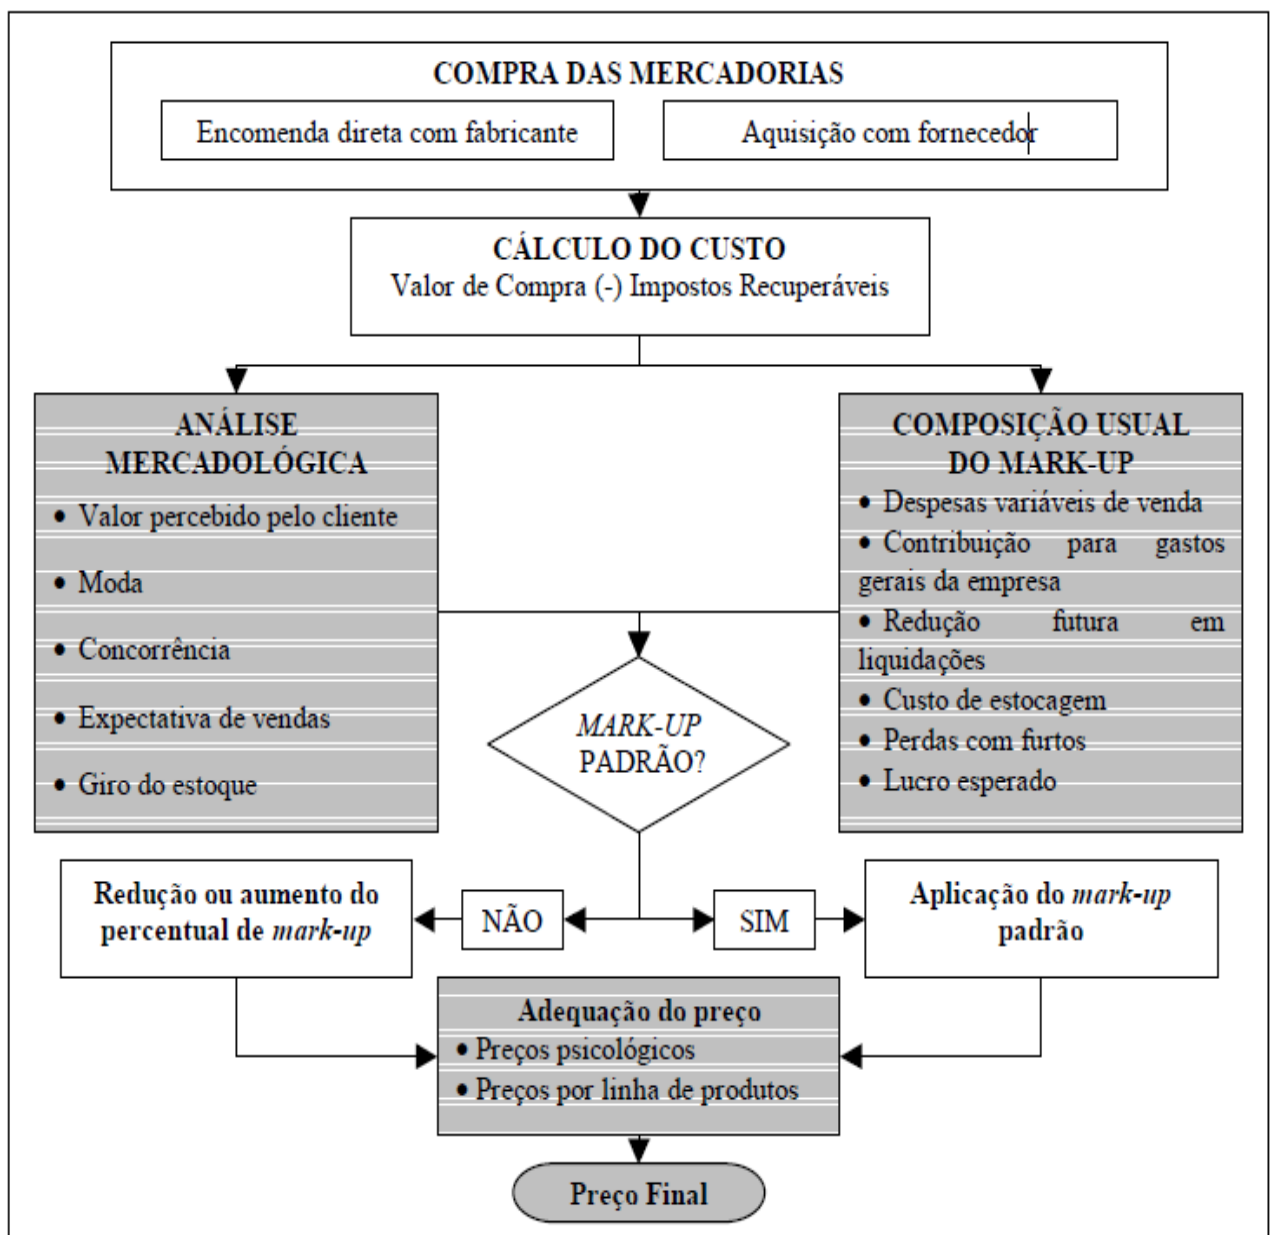 COMPRA DAS MERCADORIAS
Encomenda direta com fabricante
Aquisição com fornecedor
CÁLCULO DO CUSTO
Valor de Compra (-) Impostos Recuperáveis
ANÁLISE
MERCADOLÓGICA
• Valor percebido pelo cliente
• Moda
• Concorrência
• Expectativa de vendas
• Giro do estoque
COMPOSIÇÃO USUAL
DO MARK-UP
• Despesas variáveis de venda
• Contribuição para gastos
gerais da empresa
• Redução futura em
liquidações
• Custo de estocagem
• Perdas com furtos
• Lucro esperado
MARK-UP
PADRÃO?
Redução ou aumento do
percentual de mark-up
NÃO
SIM
Aplicação do mark-up
padrão
Adequação do preço
• Preços psicológicos
• Preços por linha de produtos
Preço Final